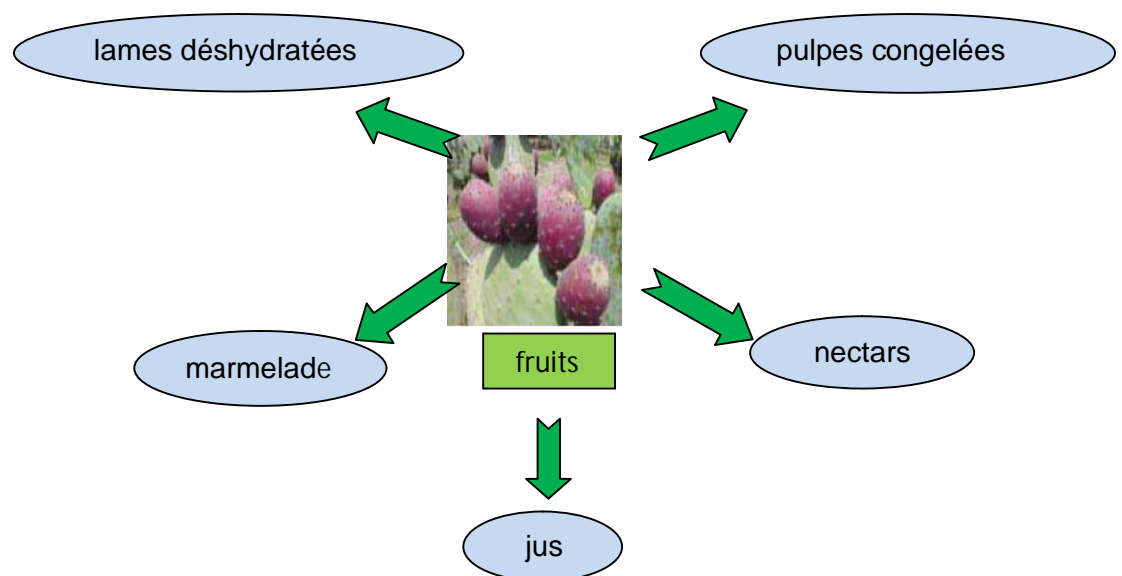 lames déshydratées
pulpes congelées
marmelade
fruits
nectars
jus